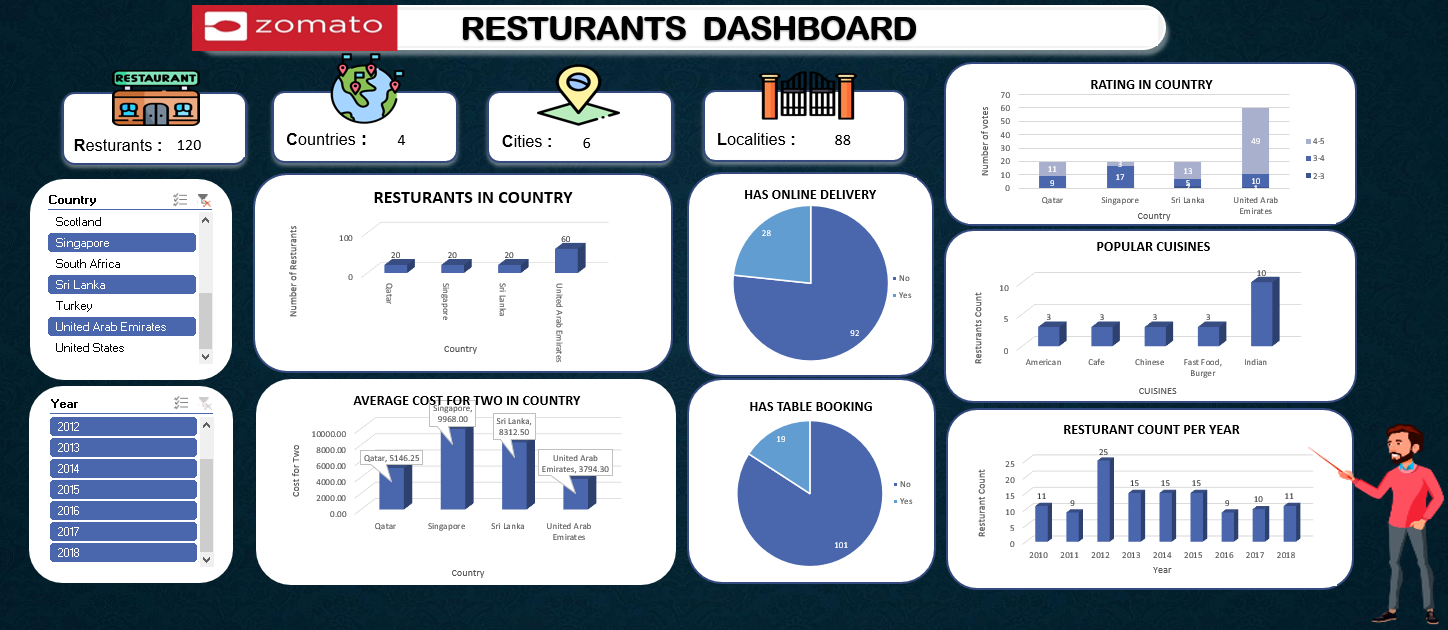 zomato
RESTURANTS DASHBOARD
RESTAURANT
Resturants : 120
Countries : 4
Cities : 6
Localities : 88
Country
Scotland
Singapore
South Africa
Sri Lanka
Turkey
United Arab Emirates
United States
Year
2012
2013
2014
2015
2016
2017
2018
RESTURANTS IN COUNTRY
Number of Resturants
100
0
20
20
20
60
Qatar
Singapore
Sri Lanka
United Arab Emirates
Country
AVERAGE COST FOR TWO IN COUNTRY
Cost for Two
10000.00
8000.00
6000.00
4000.00
2000.00
0.00
Qatar, 5146.25
Singapore,
9968.00
Sri Lanka,
8312.50
United Arab
Emirates, 3794.30
Qatar
Singapore
Sri Lanka
United Arab
Emirates
Country
HAS ONLINE DELIVERY
28
92
No
Yes
HAS TABLE BOOKING
19
101
No
Yes
RATING IN COUNTRY
Number of votes
70
60
50
40
30
20
10
0
11
9
17
13
5
49
10
4-5
3-4
2-3
Qatar
Singapore
Sri Lanka
United Arab
Emirates
Country
POPULAR CUISINES
Resturants Count
10
5
0
3
3
3
3
10
American
Cafe
Chinese
Fast Food,
Burger
Indian
CUISINES
RESTURANT COUNT PER YEAR
Resturant Count
25
20
15
10
5
0
11
9
25
15
15
15
9
10
11
2010
2011
2012
2013
2014
2015
2016
2017
2018
Year